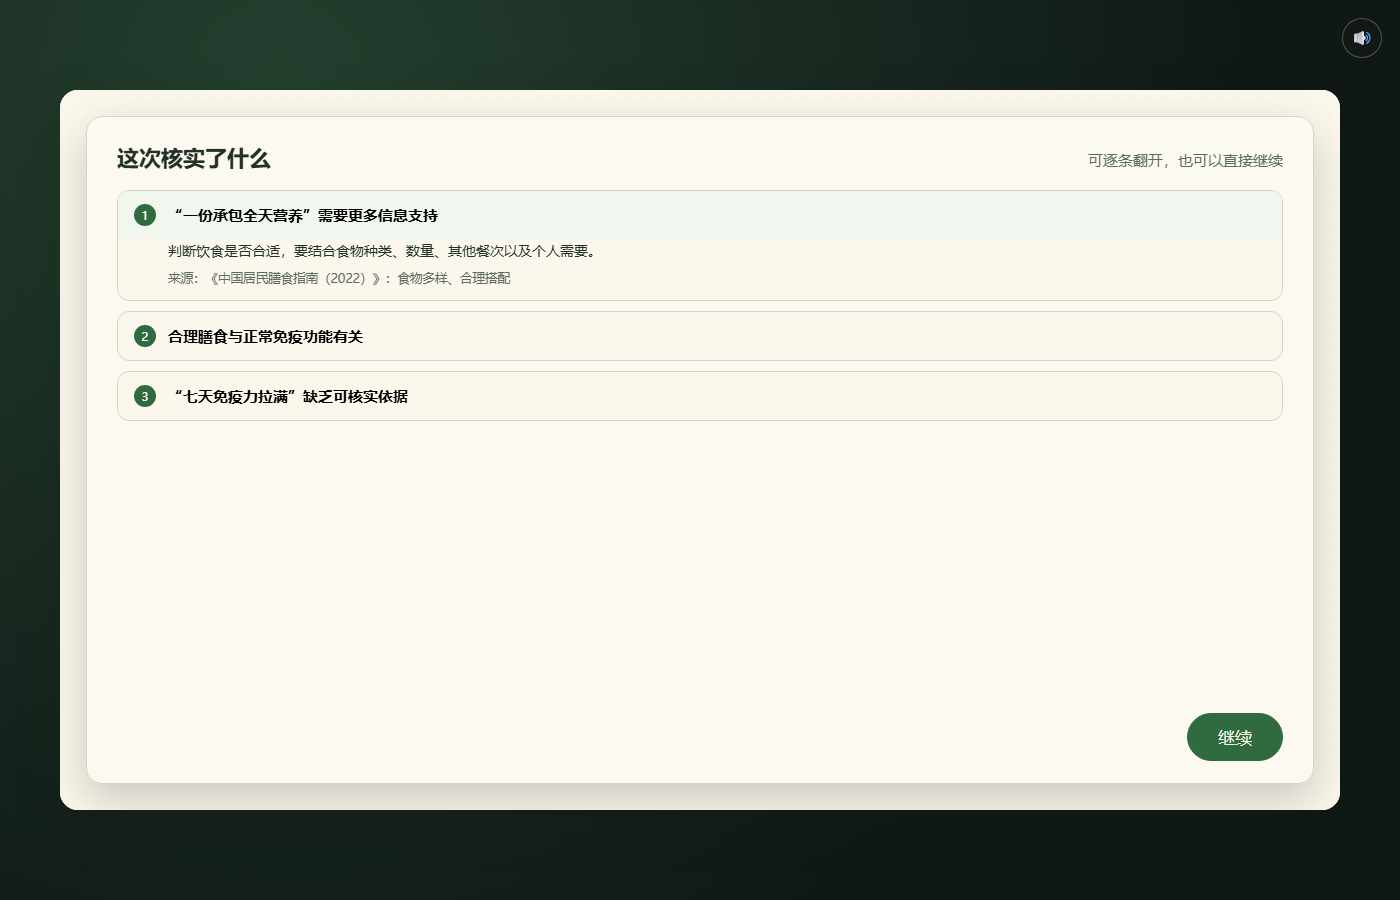 这次核实了什么
可逐条翻开，也可以直接继续
1 “一份承包全天营养”需要更多信息支持
判断饮食是否合适，要结合食物种类、数量、其他餐次以及个人需要。
来源：《中国居民膳食指南（2022）》：食物多样、合理搭配
2 合理膳食与正常免疫功能有关
3 “七天免疫力拉满”缺乏可核实依据
继续